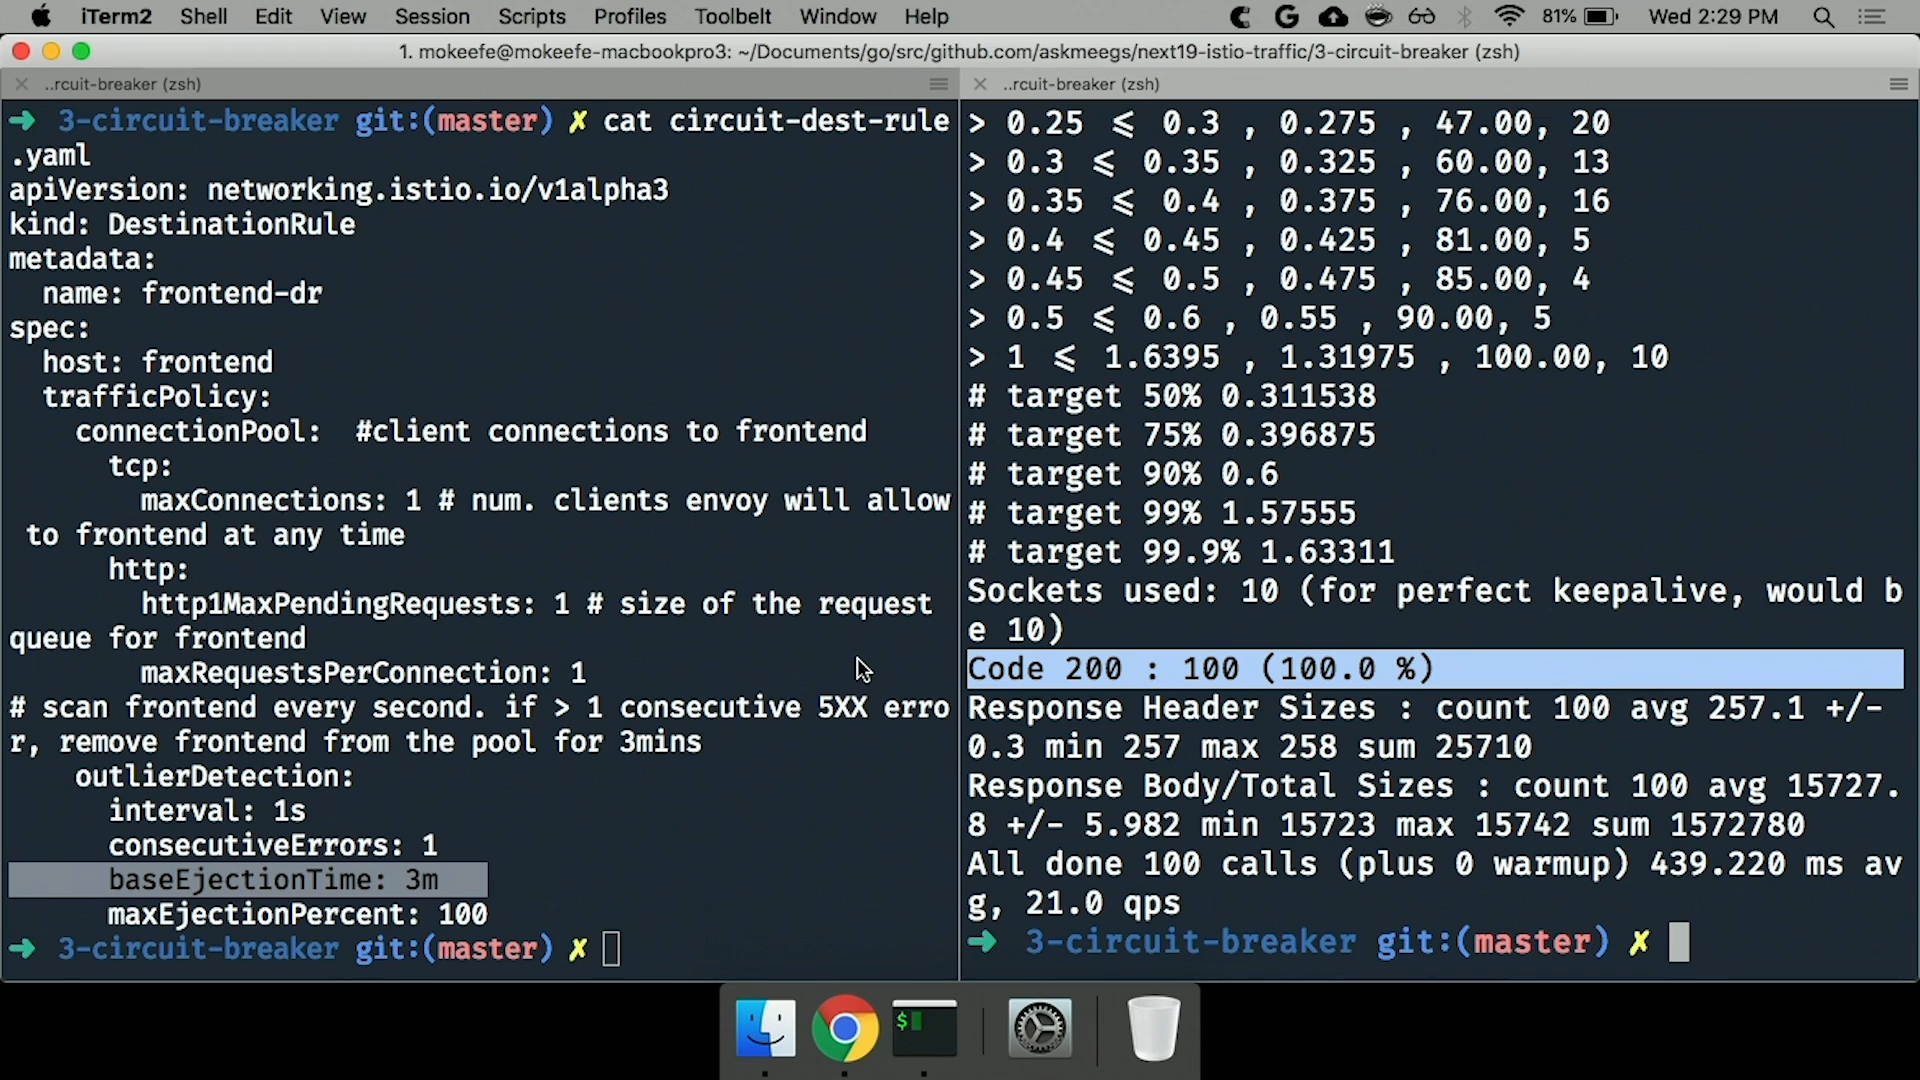 iTerm2 Shell Edit View Session Scripts Profiles Toolbelt Window Help 81% Wed 2:29 PM
1. mokeefe@mokeefe-macbookpro3: ~/Documents/go/src/github.com/askmeegs/next19-istio-traffic/3-circuit-breaker (zsh)
..rcuit-breaker (zsh)
➜ 3-circuit-breaker git:(master) ✗ cat circuit-dest-rule
.yaml
apiVersion: networking.istio.io/v1alpha3
kind: DestinationRule
metadata:
  name: frontend-dr
spec:
  host: frontend
  trafficPolicy:
    connectionPool:  #client connections to frontend
      tcp:
        maxConnections: 1 # num. clients envoy will allow
 to frontend at any time
      http:
        http1MaxPendingRequests: 1 # size of the request
queue for frontend
        maxRequestsPerConnection: 1
# scan frontend every second. if > 1 consecutive 5XX erro
r, remove frontend from the pool for 3mins
    outlierDetection:
      interval: 1s
      consecutiveErrors: 1
      baseEjectionTime: 3m
      maxEjectionPercent: 100
➜ 3-circuit-breaker git:(master) ✗
..rcuit-breaker (zsh)
> 0.25 ⩽ 0.3 , 0.275 , 47.00, 20
> 0.3 ⩽ 0.35 , 0.325 , 60.00, 13
> 0.35 ⩽ 0.4 , 0.375 , 76.00, 16
> 0.4 ⩽ 0.45 , 0.425 , 81.00, 5
> 0.45 ⩽ 0.5 , 0.475 , 85.00, 4
> 0.5 ⩽ 0.6 , 0.55 , 90.00, 5
> 1 ⩽ 1.6395 , 1.31975 , 100.00, 10
# target 50% 0.311538
# target 75% 0.396875
# target 90% 0.6
# target 99% 1.57555
# target 99.9% 1.63311
Sockets used: 10 (for perfect keepalive, would b
e 10)
Code 200 : 100 (100.0 %)
Response Header Sizes : count 100 avg 257.1 +/-
0.3 min 257 max 258 sum 25710
Response Body/Total Sizes : count 100 avg 15727.
8 +/- 5.982 min 15723 max 15742 sum 1572780
All done 100 calls (plus 0 warmup) 439.220 ms av
g, 21.0 qps
➜ 3-circuit-breaker git:(master) ✗
$